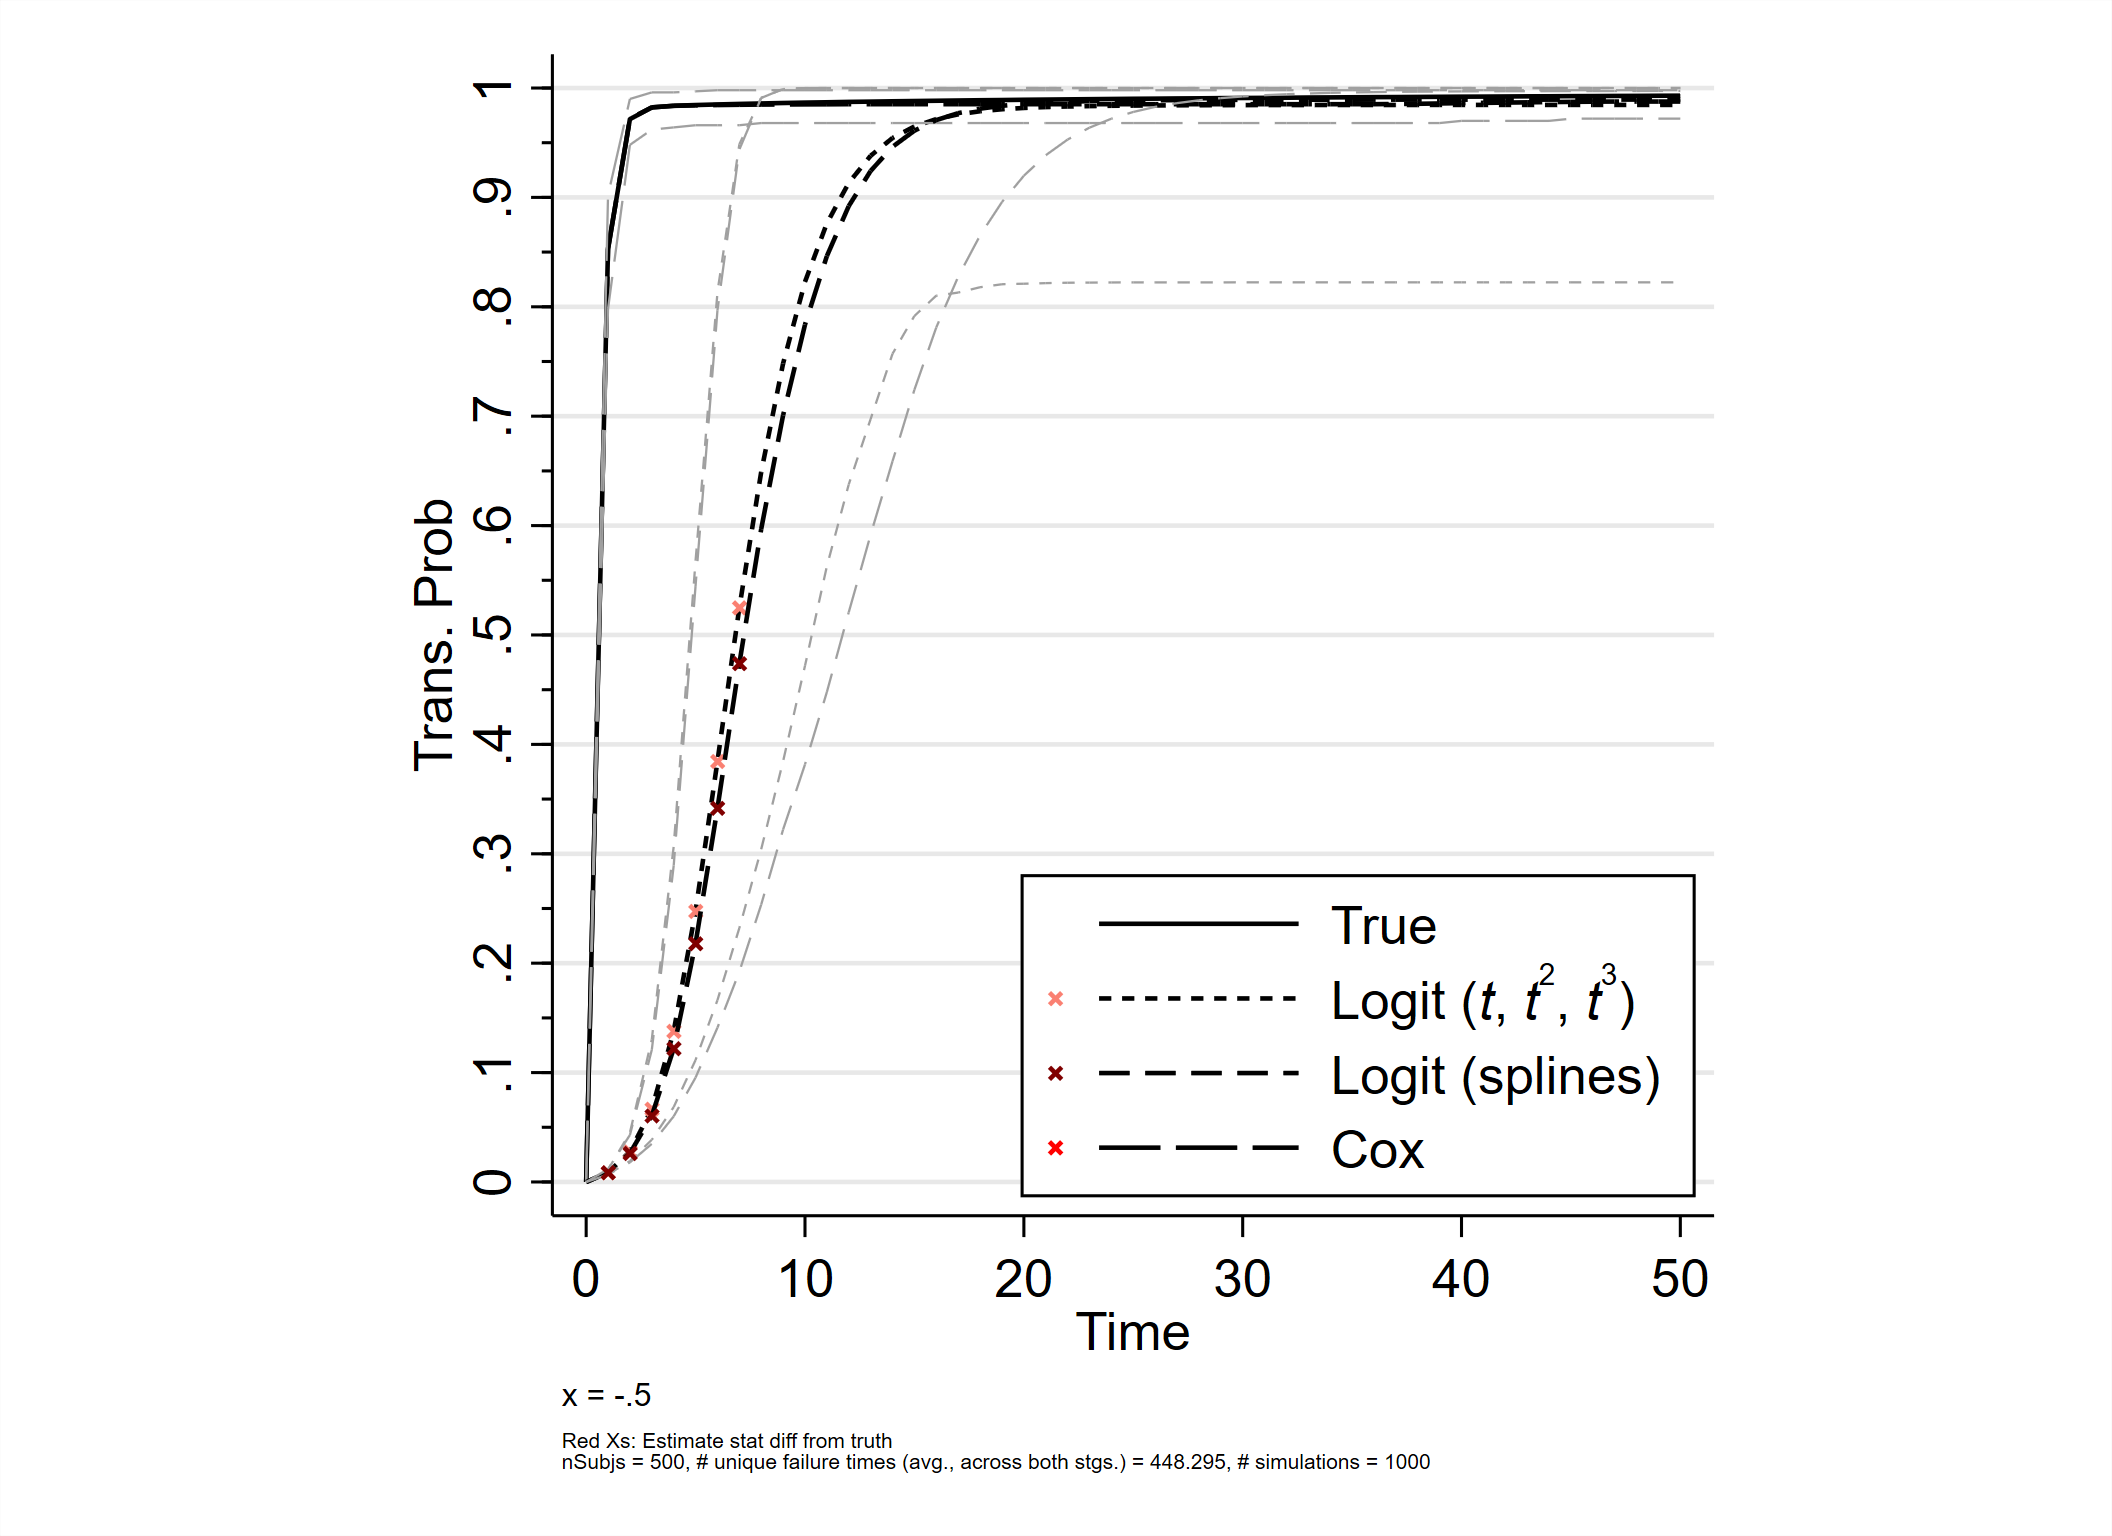 Trans. Prob
1
.9
.8
.7
.6
.5
.4
.3
.2
.1
0
True
Logit (t, t², t³)
Logit (splines)
Cox
0 10 20 30 40 50
Time
x = -.5
Red Xs: Estimate stat diff from truth
nSubjs = 500, # unique failure times (avg., across both stgs.) = 448.295, # simulations = 1000